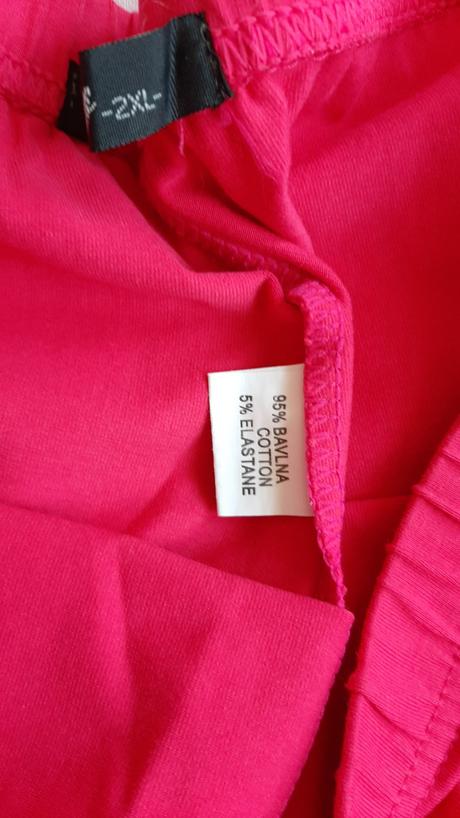 -2XL-
95% BAVLNA
COTTON
5% ELASTANE